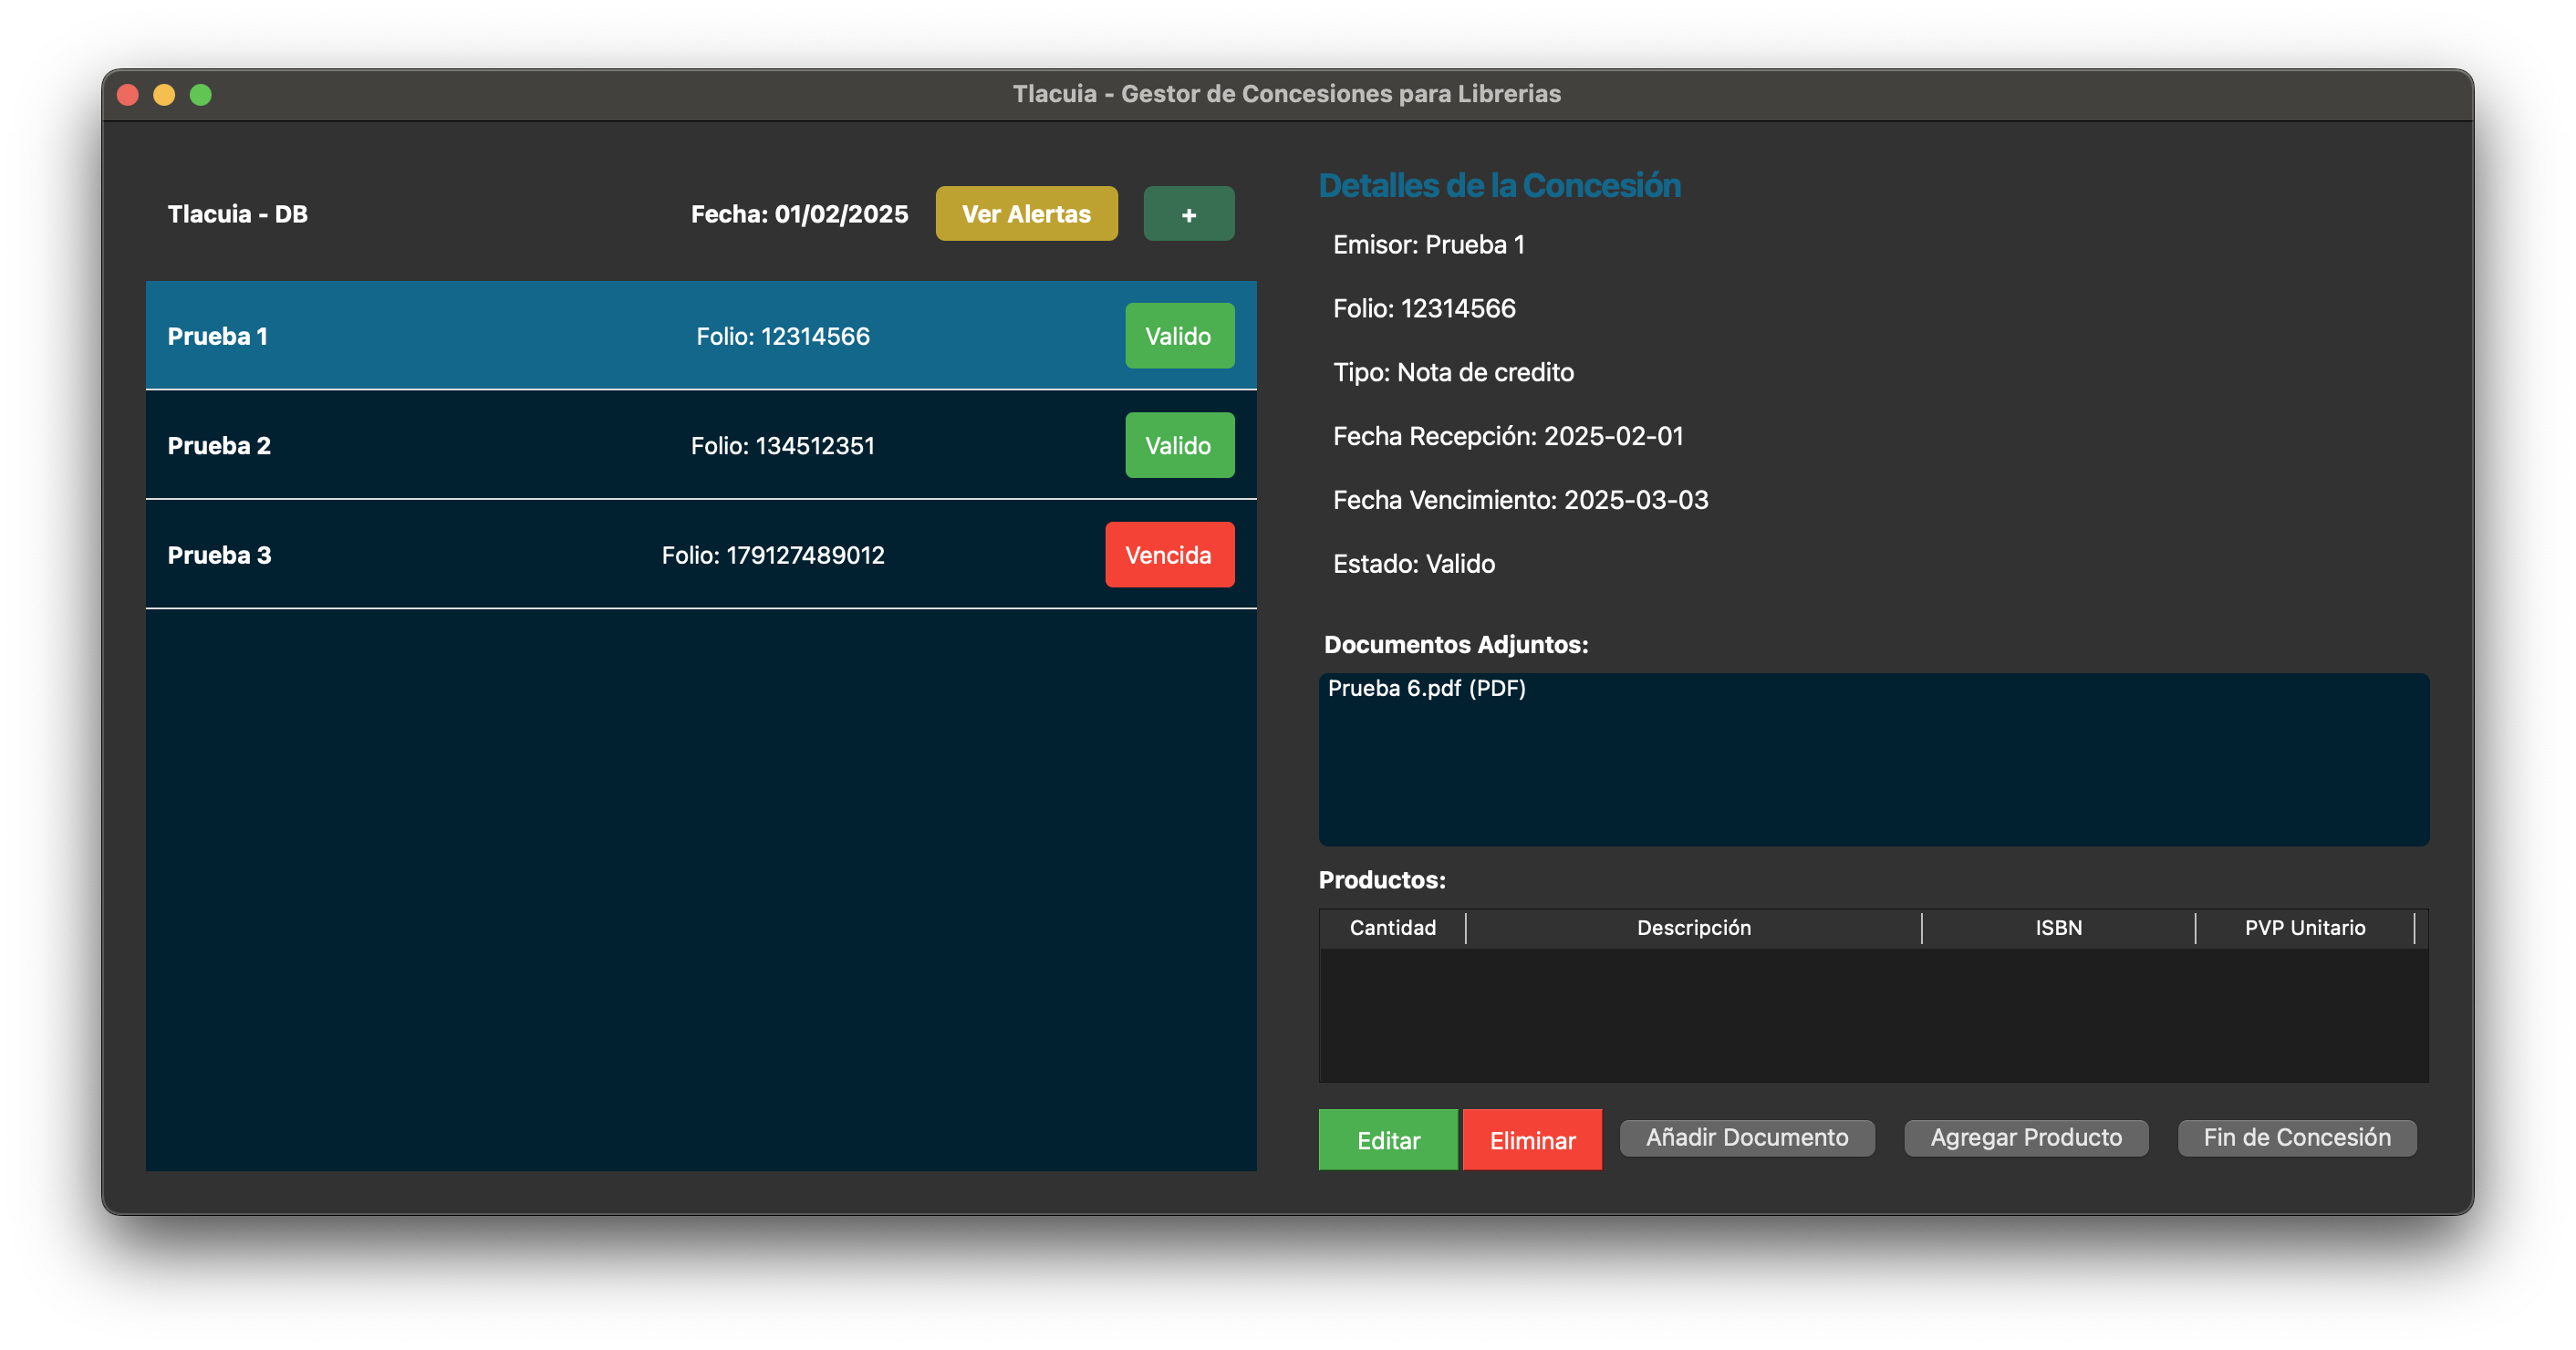 Tlacuia - Gestor de Concesiones para Librerias
Tlacuia - DB
Fecha: 01/02/2025
Ver Alertas
+
Prueba 1
Folio: 12314566
Valido
Prueba 2
Folio: 134512351
Valido
Prueba 3
Folio: 179127489012
Vencida
Detalles de la Concesión
Emisor: Prueba 1
Folio: 12314566
Tipo: Nota de credito
Fecha Recepción: 2025-02-01
Fecha Vencimiento: 2025-03-03
Estado: Valido
Documentos Adjuntos:
Prueba 6.pdf (PDF)
Productos:
Cantidad
Descripción
ISBN
PVP Unitario
Editar
Eliminar
Añadir Documento
Agregar Producto
Fin de Concesión